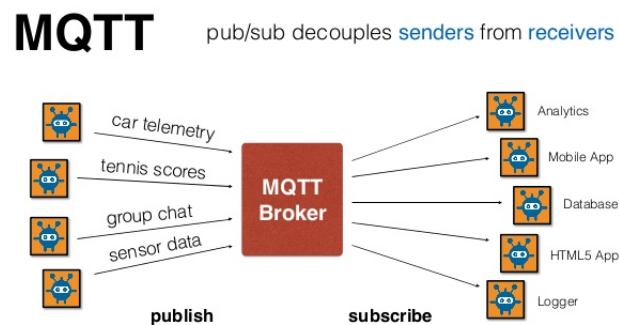 MQTT
pub/sub decouples senders from receivers
car telemetry
tennis scores
group chat
sensor data
MQTT
Broker
Analytics
Mobile App
Database
HTML5 App
Logger
publish
subscribe